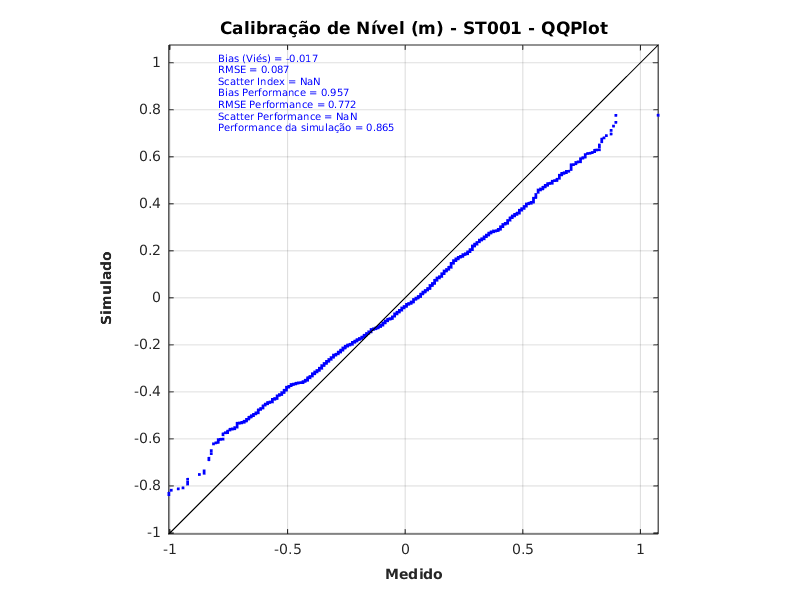 Calibração de Nível (m) - ST001 - QQPlot
Bias (Viés) = -0.017
RMSE = 0.087
Scatter Index = NaN
Bias Performance = 0.957
RMSE Performance = 0.772
Scatter Performance = NaN
Performance da simulação = 0.865
1
0.8
0.6
0.4
0.2
0
-0.2
-0.4
-0.6
-0.8
-1
Simulado
-1 -0.5 0 0.5 1
Medido